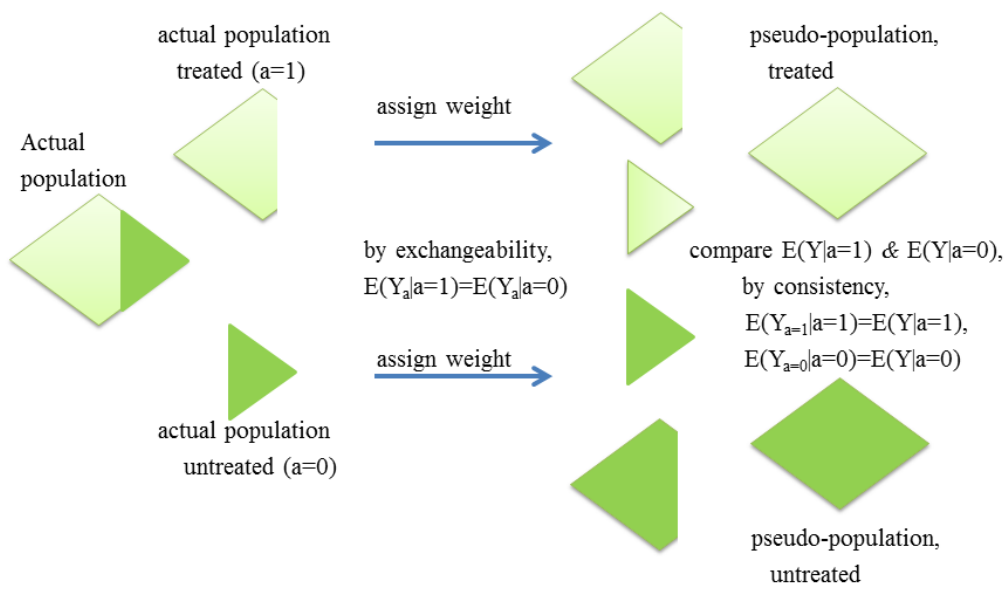 actual population
treated (a=1)
Actual
population
assign weight
pseudo-population,
treated
by exchangeability,
E(Yₐ|a=1)=E(Yₐ|a=0)
compare E(Y|a=1) & E(Y|a=0),
by consistency,
E(Yₐ₌₁|a=1)=E(Y|a=1),
E(Yₐ₌₀|a=0)=E(Y|a=0)
assign weight
actual population
untreated (a=0)
pseudo-population,
untreated